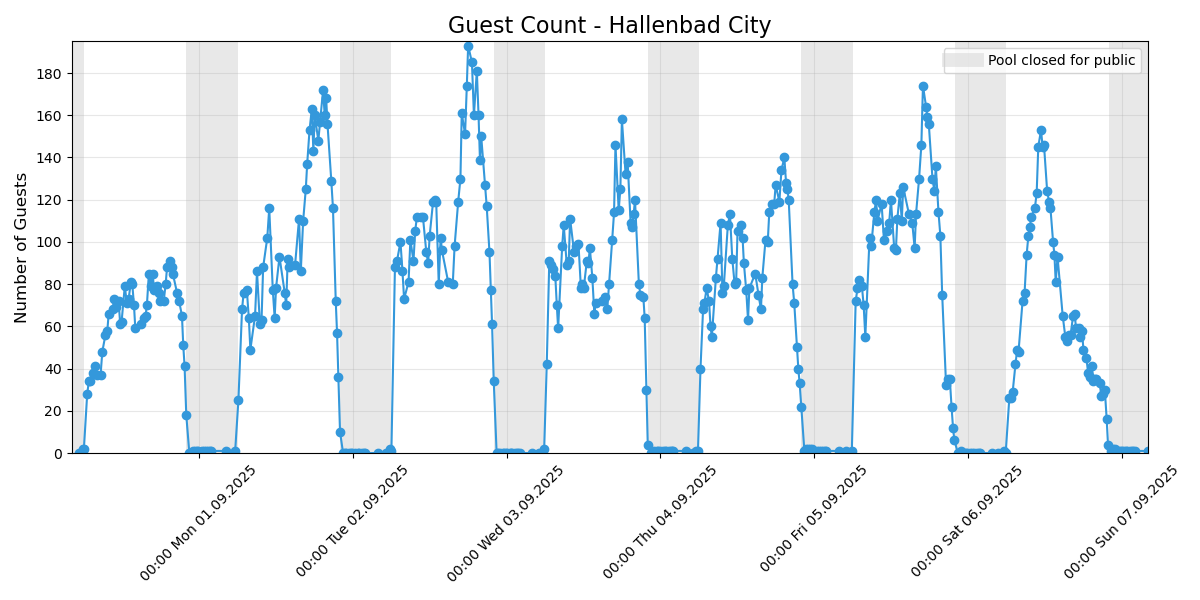 Guest Count - Hallenbad City
Pool closed for public
Number of Guests
180
160
140
120
100
80
60
40
20
0
00:00 Mon 01.09.2025
00:00 Tue 02.09.2025
00:00 Wed 03.09.2025
00:00 Thu 04.09.2025
00:00 Fri 05.09.2025
00:00 Sat 06.09.2025
00:00 Sun 07.09.2025